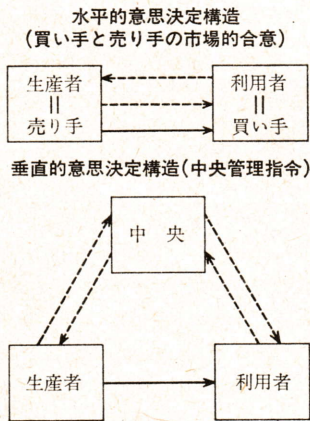 水平的意思決定構造
(買い手と売り手の市場的合意)
生産者
||
売り手
利用者
||
買い手
垂直的意思決定構造(中央管理指令)
中央
生産者
利用者